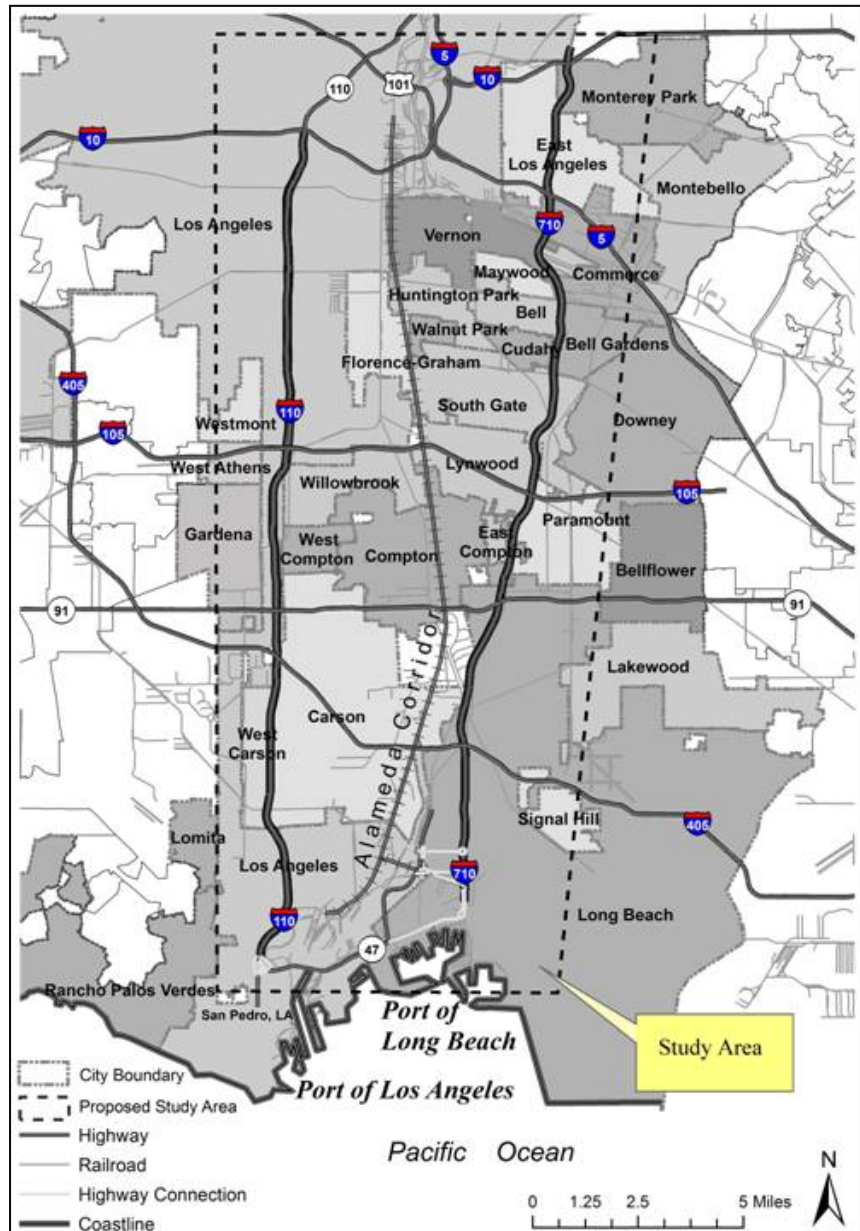 5
10
110
101
Monterey Park
East
Los Angeles
10
Montebello
Los Angeles
Vernon
710
5
Maywood
Commerce
Huntington Park
Bell
Walnut Park
Cudahy
Bell Gardens
Florence-Graham
405
110
South Gate
Westmont
Downey
105
West Athens
Lynwood
Willowbrook
105
Gardena
West
Compton
Compton
East
Compton
Paramount
Bellflower
91
91
Alameda Corridor
Lakewood
Carson
West
Carson
Signal Hill
405
Lomita
Los Angeles
710
110
Long Beach
47
Rancho Palos Verdes
San Pedro, LA
Port of
Long Beach
Study Area
Port of Los Angeles
City Boundary
Proposed Study Area
Highway
Railroad
Highway Connection
Coastline
Pacific Ocean
N
0 1.25 2.5 5 Miles